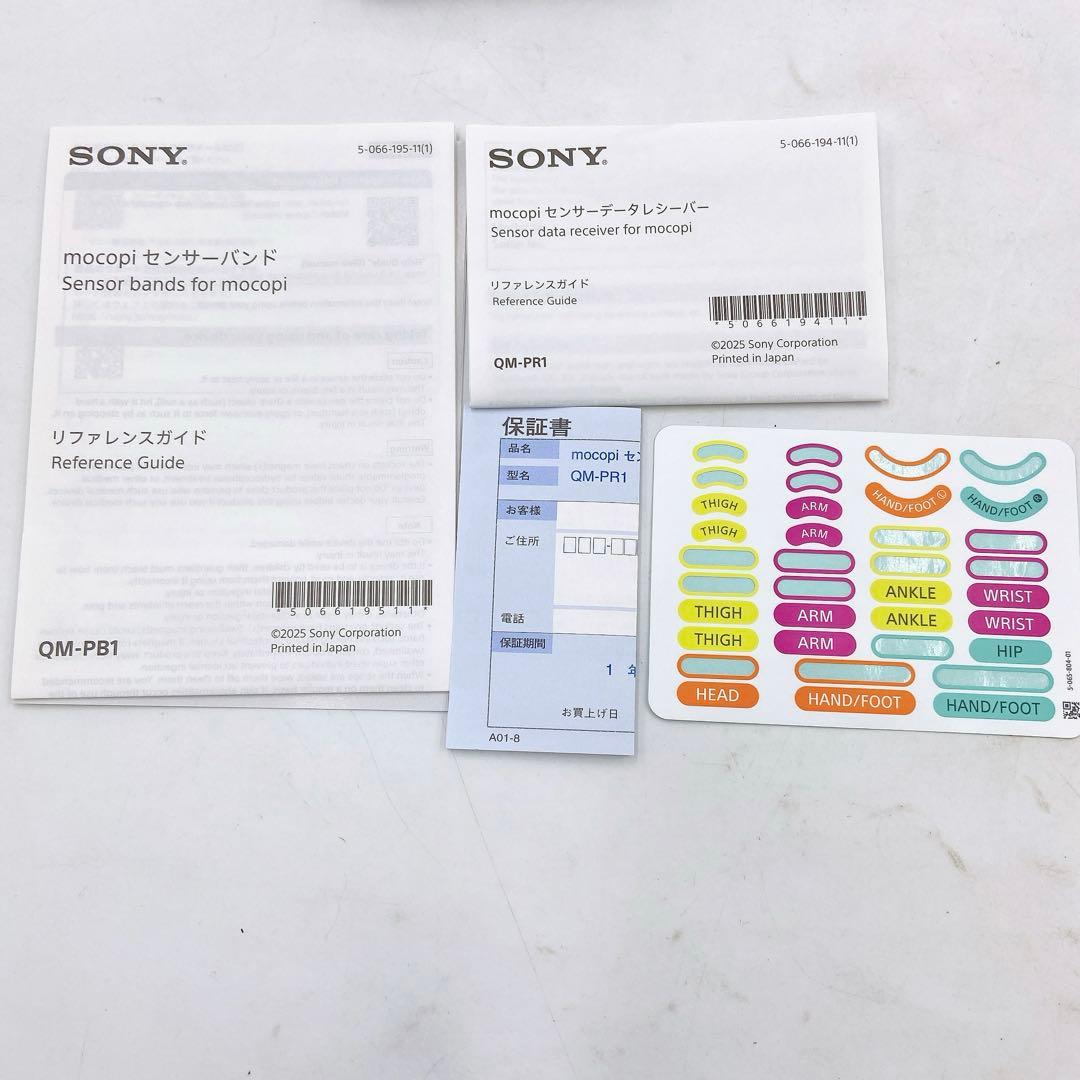 SONY®
5-066-195-11(1)
mocopi センサーバンド
Sensor bands for mocopi
リファレンスガイド
Reference Guide
*506619511*
QM-PB1
©2025 Sony Corporation
Printed in Japan
SONY®
5-066-194-11(1)
mocopi センサーデータレシーバー
Sensor data receiver for mocopi
リファレンスガイド
Reference Guide
*506619411*
QM-PR1
©2025 Sony Corporation
Printed in Japan
保証書
品名 mocopi セン
型名 QM-PR1
お客様
ご住所
電話
保証期間
1 年
お買上げ日
A01-8
THIGH
THIGH
THIGH
THIGH
HEAD
ARM
ARM
ARM
ARM
HAND/FOOT L
HAND/FOOT R
ANKLE
ANKLE
WRIST
WRIST
HIP
HAND/FOOT
HAND/FOOT
5-065-804-01